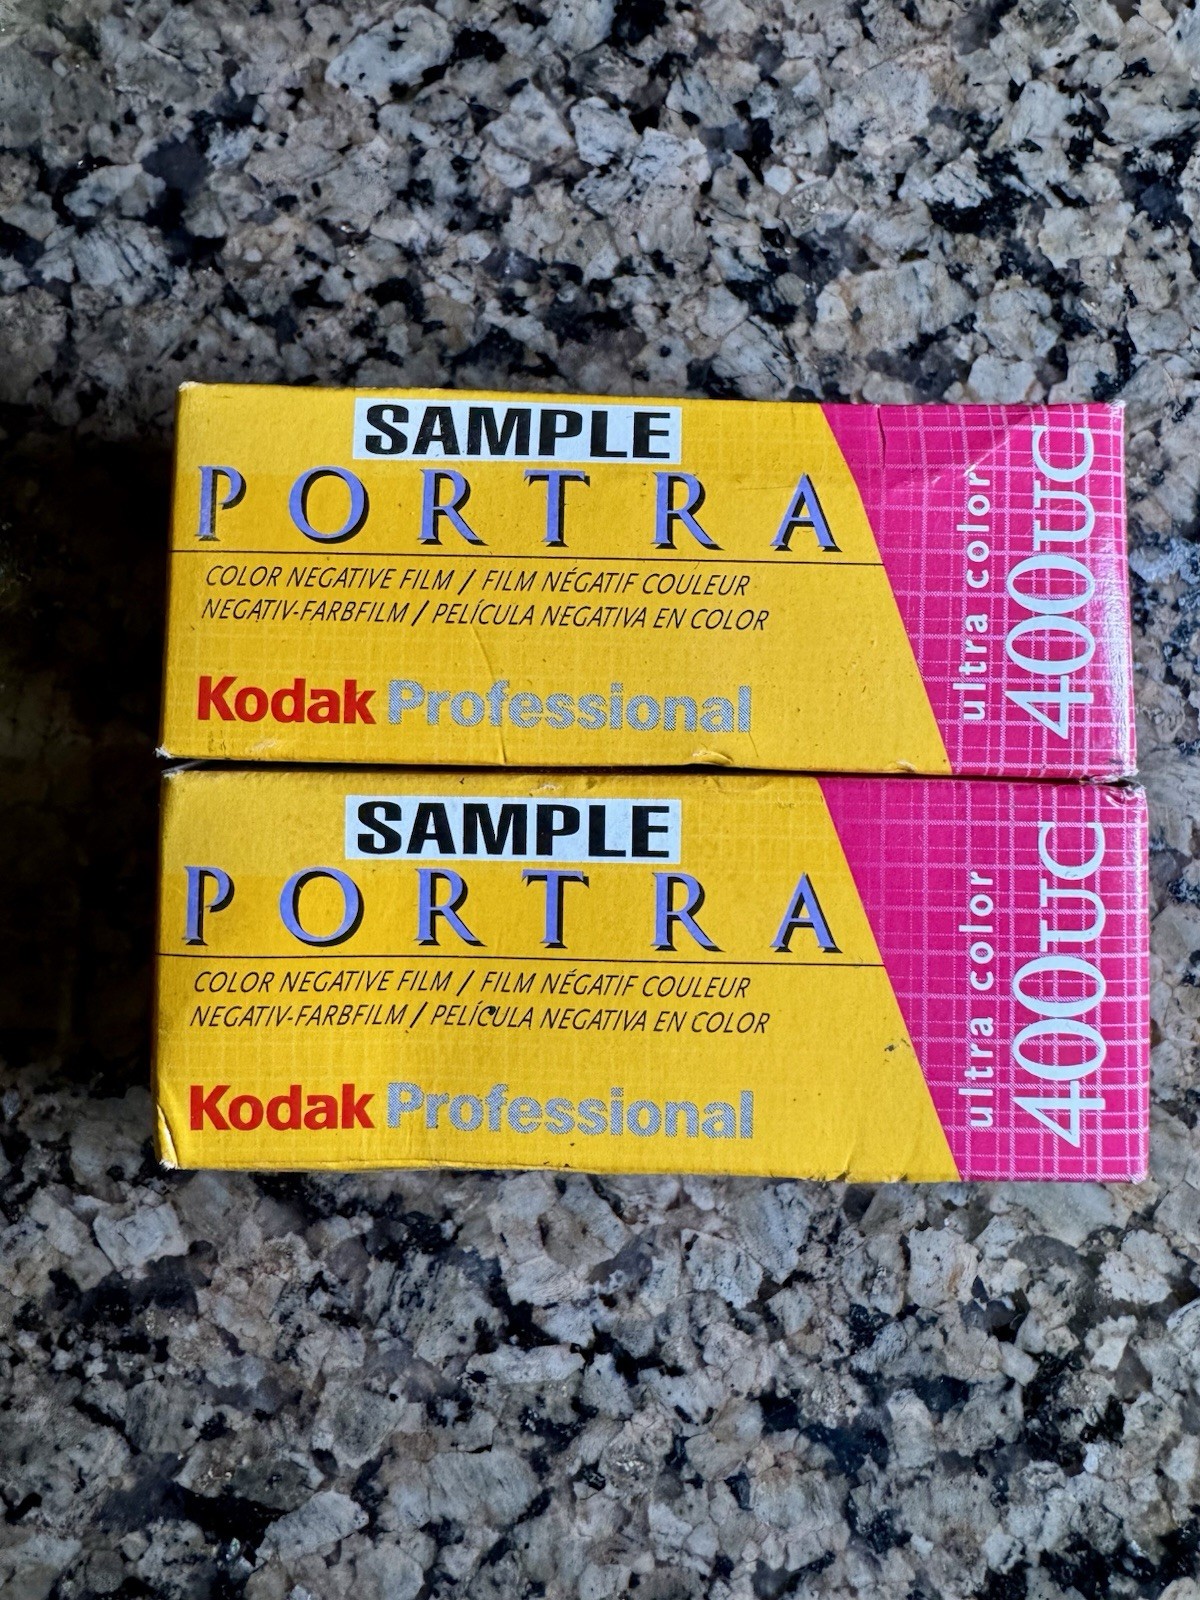 SAMPLE
PORTRA
COLOR NEGATIVE FILM / FILM NÉGATIF COULEUR
NEGATIV-FARBFILM / PELÍCULA NEGATIVA EN COLOR
Kodak Professional
ultra color
400UC
SAMPLE
PORTRA
COLOR NEGATIVE FILM / FILM NÉGATIF COULEUR
NEGATIV-FARBFILM / PELÍCULA NEGATIVA EN COLOR
Kodak Professional
ultra color
400UC